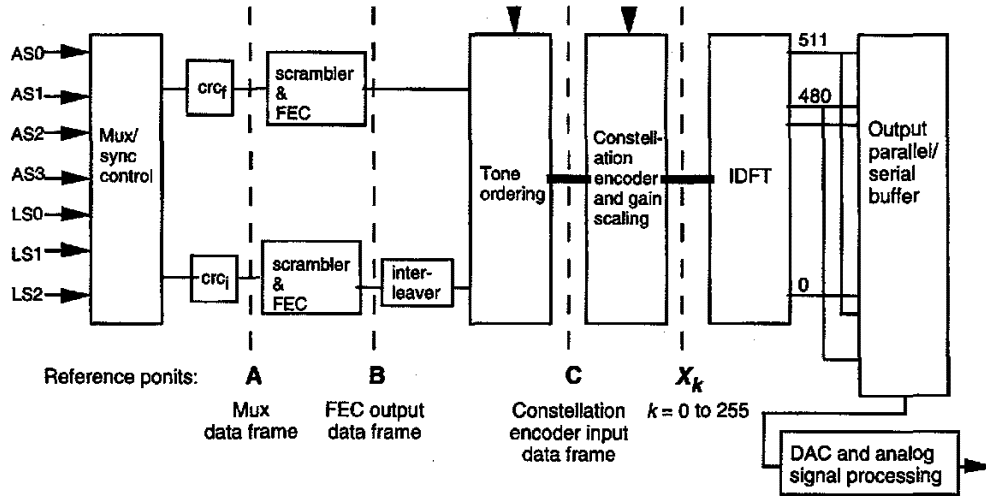 AS0
AS1
AS2
AS3
LS0
LS1
LS2
Mux/
sync
control
crcf
crci
scrambler
&
FEC
scrambler
&
FEC
inter-
leaver
Tone
ordering
Constell-
ation
encoder
and gain
scaling
IDFT
511
480
0
Output
parallel/
serial
buffer
Reference ponits:
A
B
C
Xk
Mux
data frame
FEC output
data frame
Constellation
encoder input
data frame
k = 0 to 255
DAC and analog
signal processing